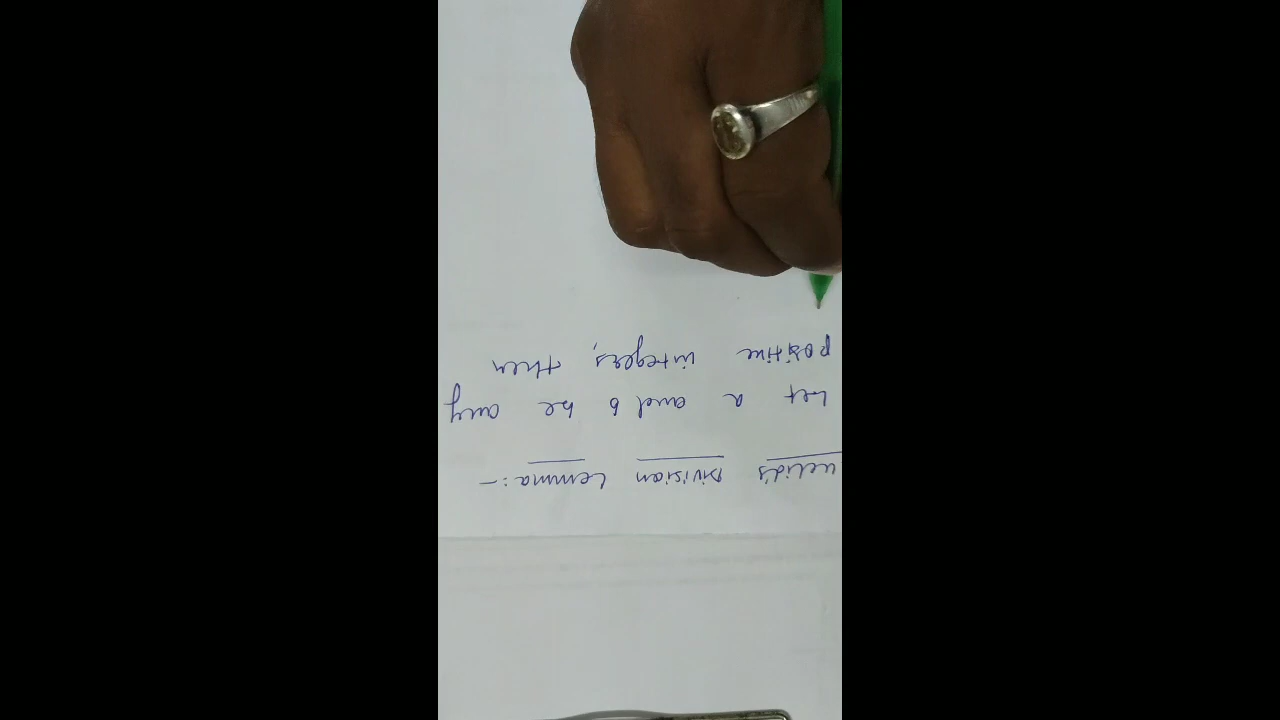 uclid's Division Lemma:-
Let a and b be any
positive integers, then